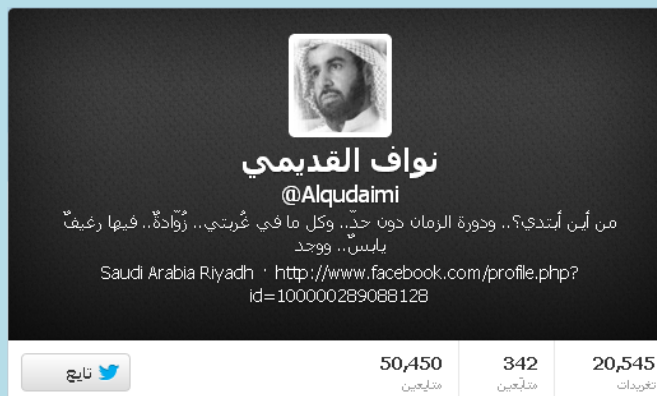 نواف القديمي
@Alqudaimi
من أين أبتدي؟.. ودورة الزمان دون حدّ.. وكل ما في غُربتي.. زُوّادةٌ.. فيها رغيفٌ
يابسٌ.. ووجد
Saudi Arabia Riyadh · http://www.facebook.com/profile.php?
id=100000289088128
20,545 342 50,450
تغريدات متابَعين متابعين
تابع